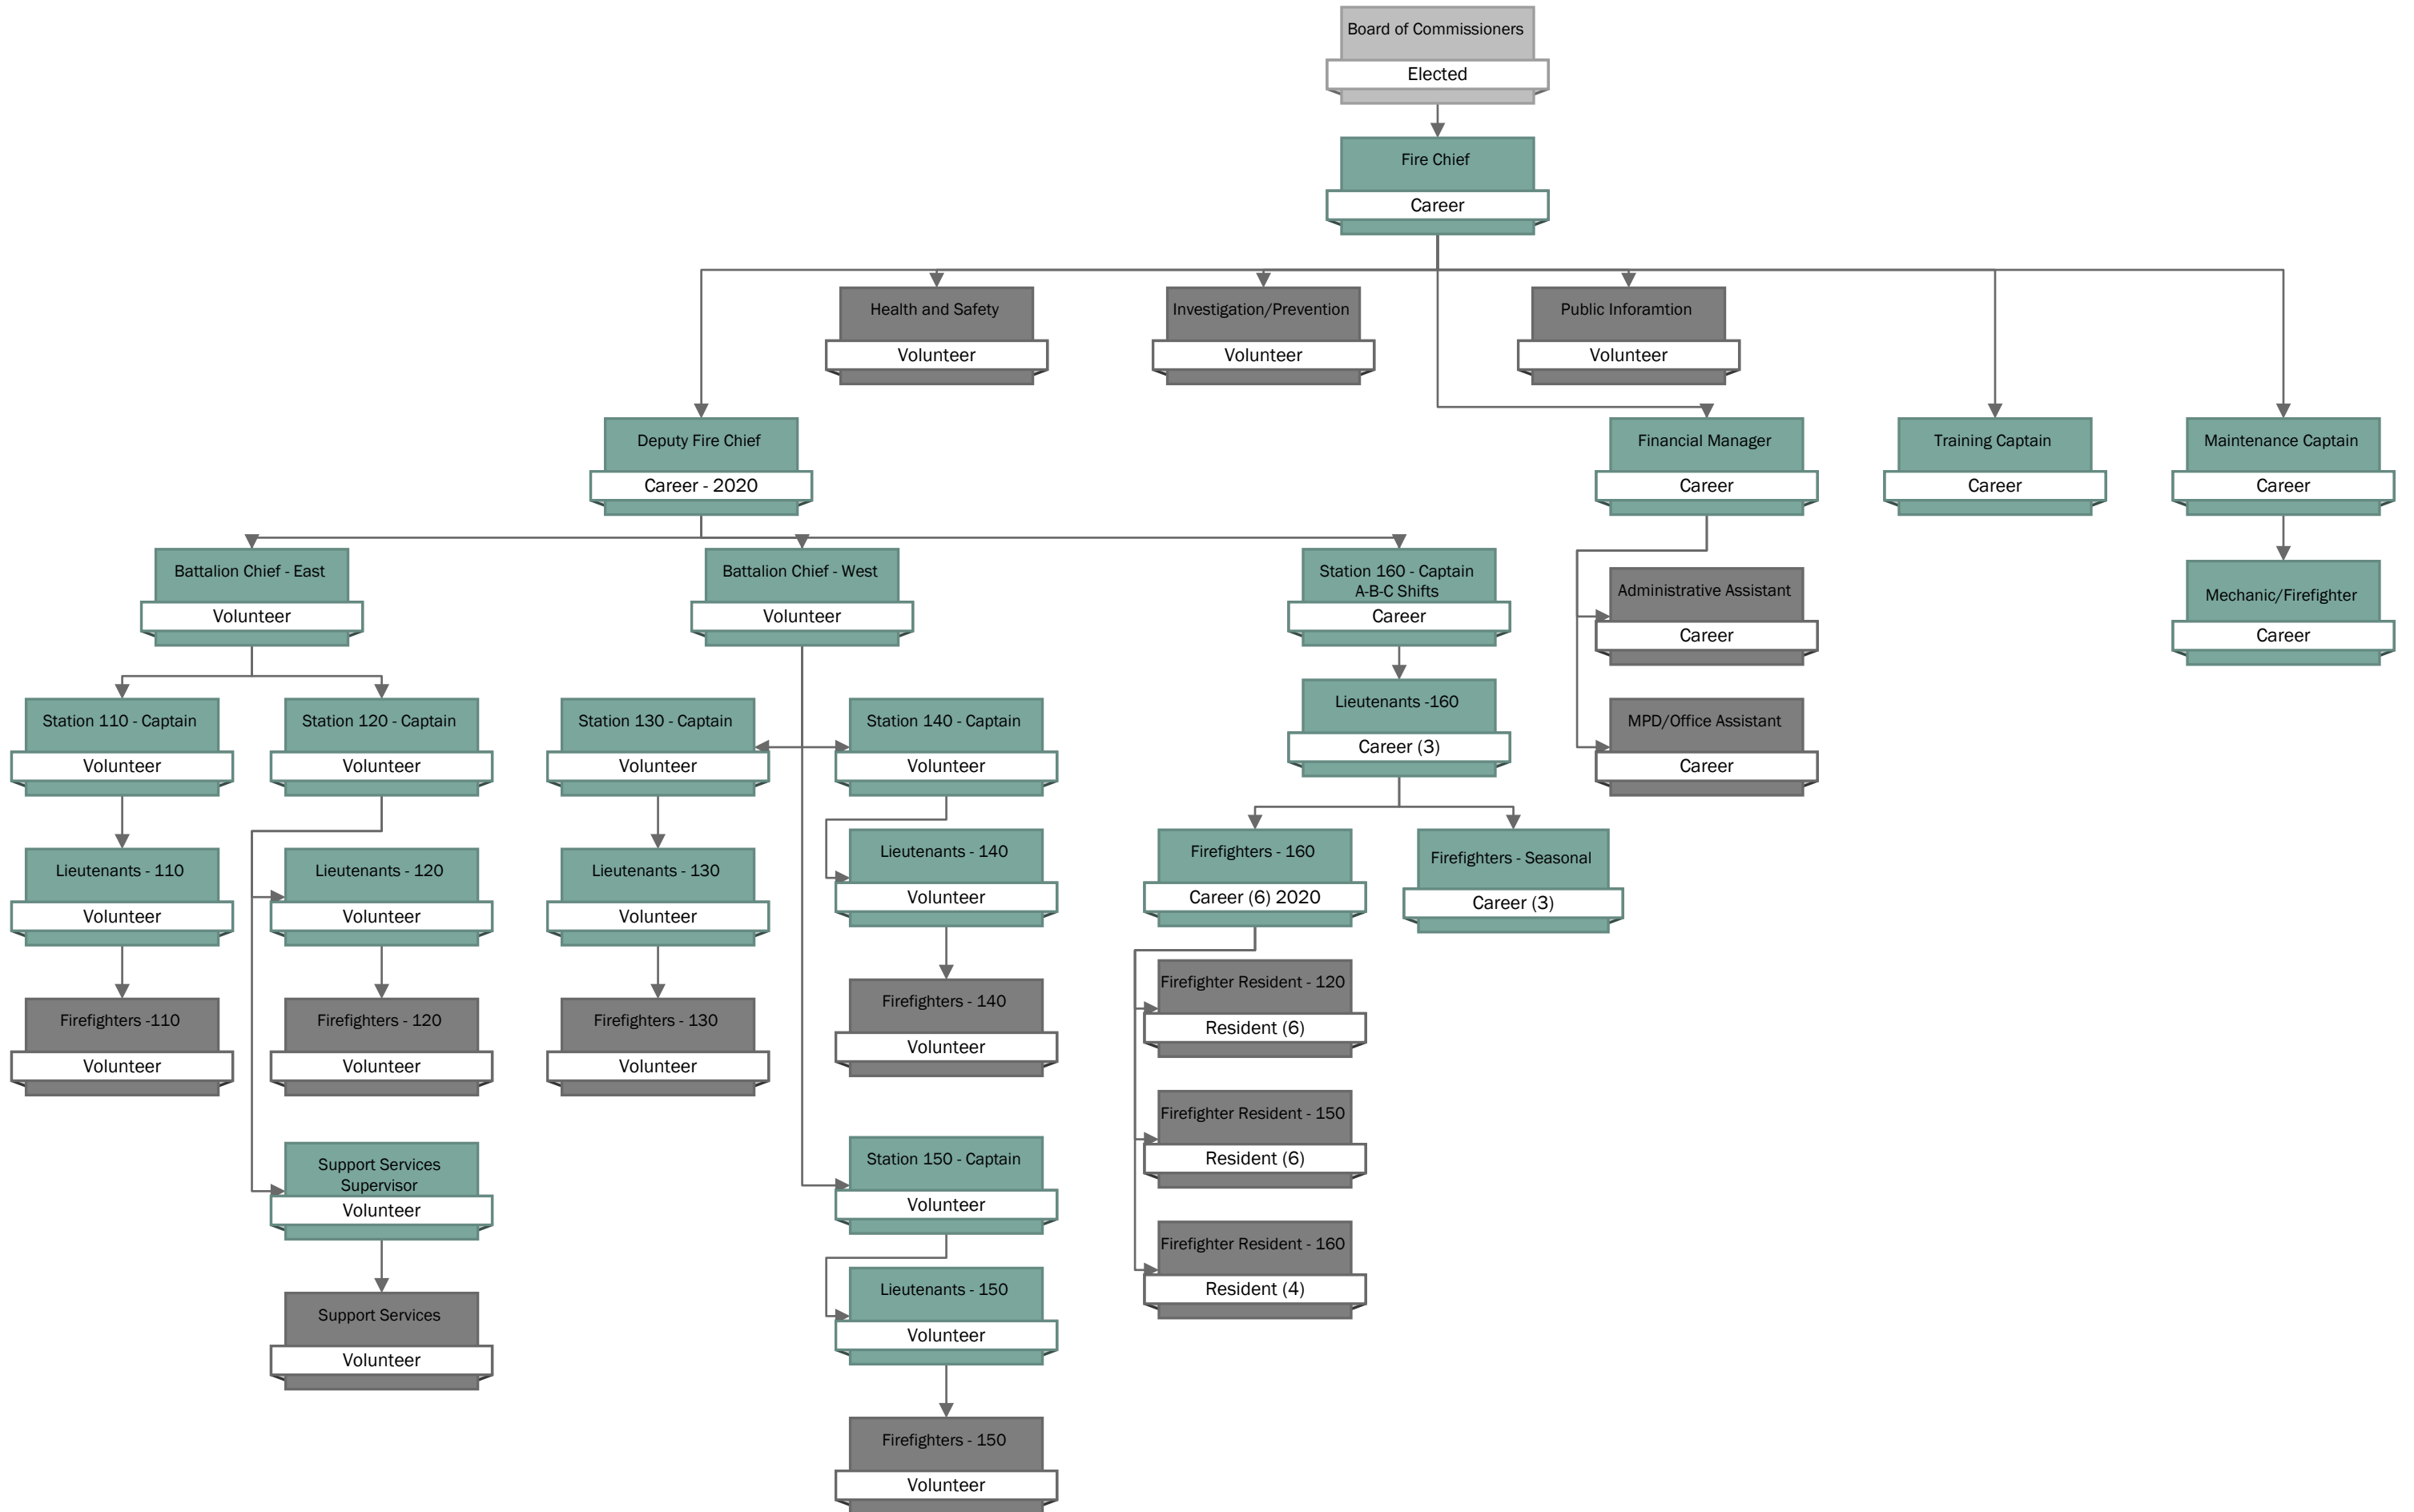 Board of Commissioners
Elected
Fire Chief
Career
Health and Safety
Volunteer
Investigation/Prevention
Volunteer
Public Inforamtion
Volunteer
Deputy Fire Chief
Career - 2020
Financial Manager
Career
Training Captain
Career
Maintenance Captain
Career
Battalion Chief - East
Volunteer
Battalion Chief - West
Volunteer
Station 160 - Captain
A-B-C Shifts
Career
Administrative Assistant
Career
Mechanic/Firefighter
Career
Station 110 - Captain
Volunteer
Station 120 - Captain
Volunteer
Station 130 - Captain
Volunteer
Station 140 - Captain
Volunteer
Lieutenants -160
Career (3)
MPD/Office Assistant
Career
Lieutenants - 110
Volunteer
Lieutenants - 120
Volunteer
Lieutenants - 130
Volunteer
Lieutenants - 140
Volunteer
Firefighters - 160
Career (6) 2020
Firefighters - Seasonal
Career (3)
Firefighters -110
Volunteer
Firefighters - 120
Volunteer
Firefighters - 130
Volunteer
Firefighters - 140
Volunteer
Firefighter Resident - 120
Resident (6)
Firefighter Resident - 150
Resident (6)
Support Services
Supervisor
Volunteer
Station 150 - Captain
Volunteer
Firefighter Resident - 160
Resident (4)
Support Services
Volunteer
Lieutenants - 150
Volunteer
Firefighters - 150
Volunteer